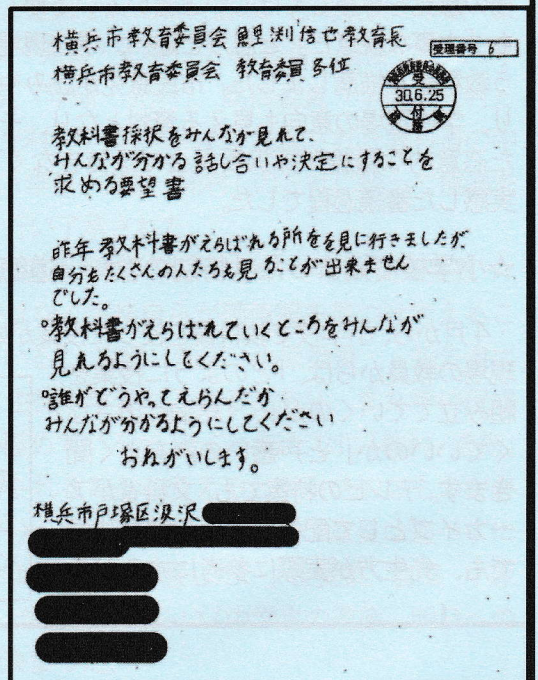 横浜市教育委員会 鯉渕信也教育長
受理番号 6
横浜市教育委員会 教育委員各位
受
30.6.25
付
教科書採択をみんなが見れて、
みんなが分かる話し合いや決定にすることを
求める要望書
昨年教科書がえらばれる所をを見に行きましたが
自分もたくさんの人たちも見ることが出来ません
でした。
°教科書がえらばれていくところをみんなが
見れるようにしてください。
°誰がどうやってえらんだか
みんなが分かるようにしてください
おねがいします。
横浜市戸塚区汲沢